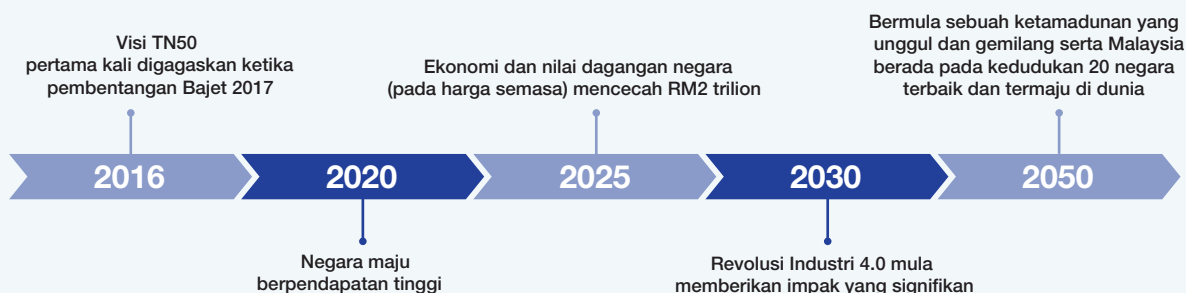 Visi TN50
pertama kali digagaskan ketika
pembentangan Bajet 2017
Ekonomi dan nilai dagangan negara
(pada harga semasa) mencecah RM2 trilion
Bermula sebuah ketamadunan yang
unggul dan gemilang serta Malaysia
berada pada kedudukan 20 negara
terbaik dan termaju di dunia
2016
2020
2025
2030
2050
Negara maju
berpendapatan tinggi
Revolusi Industri 4.0 mula
memberikan impak yang signifikan